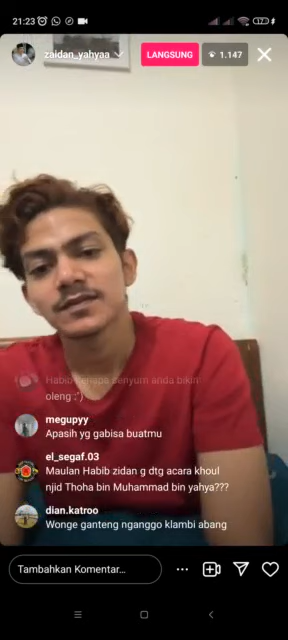 21:23
zaidan_yahyaa
LANGSUNG
1.147
Habib kenapa senyum anda bikin
oleng :')
megupyy
Apasih yg gabisa buatmu
el_segaf.03
Maulan Habib zidan g dtg acara khoul
njid Thoha bin Muhammad bin yahya???
dian.katroo
Wonge ganteng nganggo klambi abang
Tambahkan Komentar...